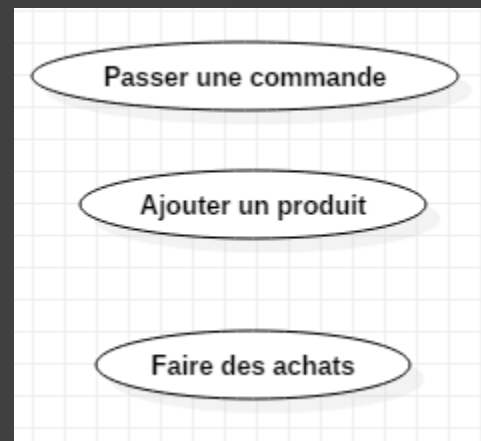 Passer une commande
Ajouter un produit
Faire des achats